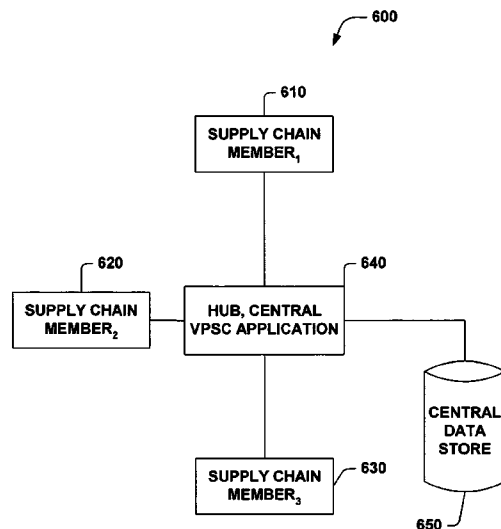 600
610
SUPPLY CHAIN
MEMBER₁
620
SUPPLY CHAIN
MEMBER₂
640
HUB, CENTRAL
VPSC APPLICATION
CENTRAL
DATA
STORE
650
630
SUPPLY CHAIN
MEMBER₃